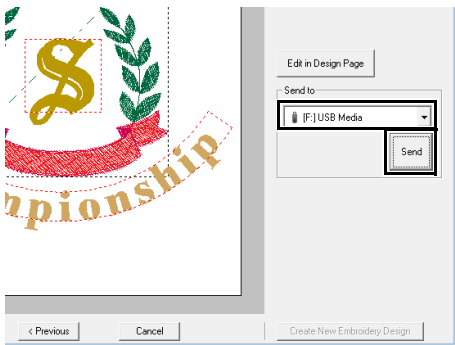 S
mpionship
Edit in Design Page
Send to
[F:] USB Media
Send
< Previous
Cancel
Create New Embroidery Design